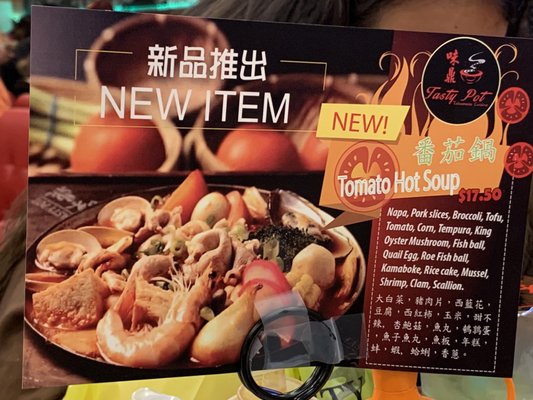 新品推出
NEW ITEM
NEW!
味鼎
Tasty Pot
Taiwanese Cuisine
番茄鍋
Tomato Hot Soup
$17.50
Napa, Pork slices, Broccoli, Tofu,
Tomato, Corn, Tempura, King
Oyster Mushroom, Fish ball,
Quail Egg, Roe Fish ball,
Kamaboke, Rice cake, Mussel,
Shrimp, Clam, Scallion.
大白菜，豬肉片，西藍花，
豆腐，西紅柿，玉米，甜不
辣，杏鮑菇，魚丸，鵪鶉蛋
，魚子魚丸，魚板，年糕，
蚌，蝦，蛤蜊，香蔥。